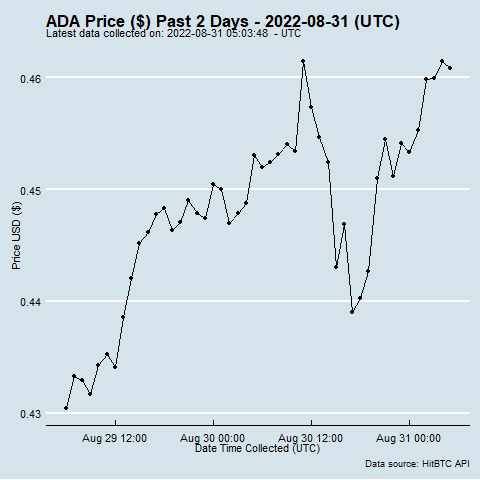 ADA Price ($) Past 2 Days - 2022-08-31 (UTC)
Latest data collected on: 2022-08-31 05:03:48 - UTC
0.46
0.45
0.44
0.43
Price USD ($)
Aug 29 12:00
Aug 30 00:00
Aug 30 12:00
Aug 31 00:00
Date Time Collected (UTC)
Data source: HitBTC API